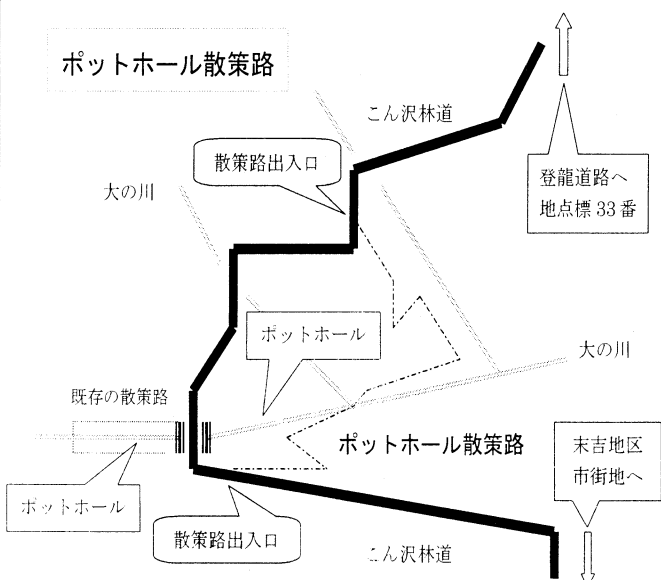 ポットホール散策路
こん沢林道
散策路出入口
登龍道路へ
地点標 33 番
大の川
ポットホール
大の川
既存の散策路
ポットホール散策路
末吉地区
市街地へ
ポットホール
散策路出入口
こん沢林道